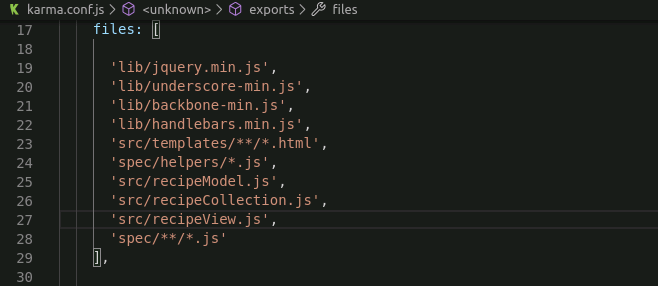 karma.conf.js > <unknown> > exports > files
17 files: [
18
19 'lib/jquery.min.js',
20 'lib/underscore-min.js',
21 'lib/backbone-min.js',
22 'lib/handlebars.min.js',
23 'src/templates/**/*.html',
24 'spec/helpers/*.js',
25 'src/recipeModel.js',
26 'src/recipeCollection.js',
27 'src/recipeView.js',
28 'spec/**/*.js'
29 ],
30